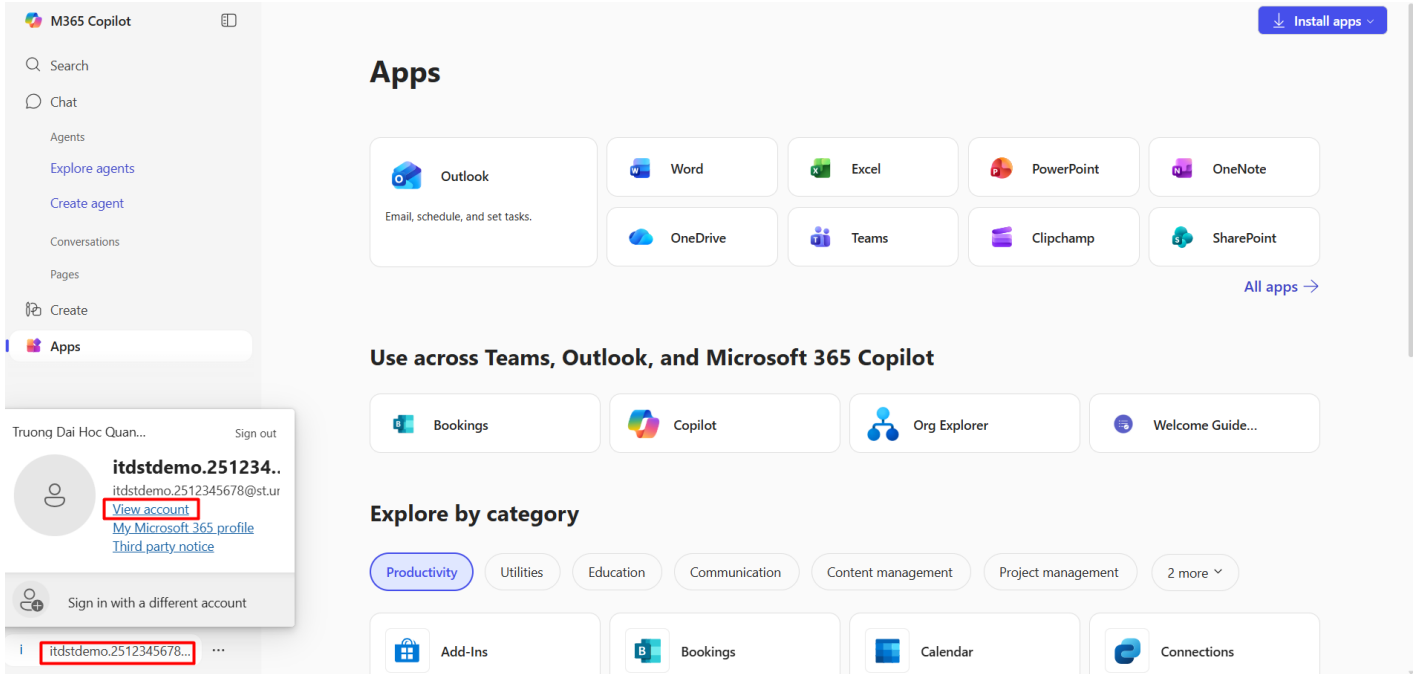 M365 Copilot
Install apps
Search
Chat
Agents
Explore agents
Create agent
Conversations
Pages
Create
Apps
Truong Dai Hoc Quan...
Sign out
itdstdemo.251234..
itdstdemo.2512345678@st.ur
View account
My Microsoft 365 profile
Third party notice
Sign in with a different account
i itdstdemo.2512345678... ...
Apps
Outlook
Email, schedule, and set tasks.
Word
Excel
PowerPoint
OneNote
OneDrive
Teams
Clipchamp
SharePoint
All apps
Use across Teams, Outlook, and Microsoft 365 Copilot
Bookings
Copilot
Org Explorer
Welcome Guide...
Explore by category
Productivity
Utilities
Education
Communication
Content management
Project management
2 more
Add-Ins
Bookings
Calendar
Connections